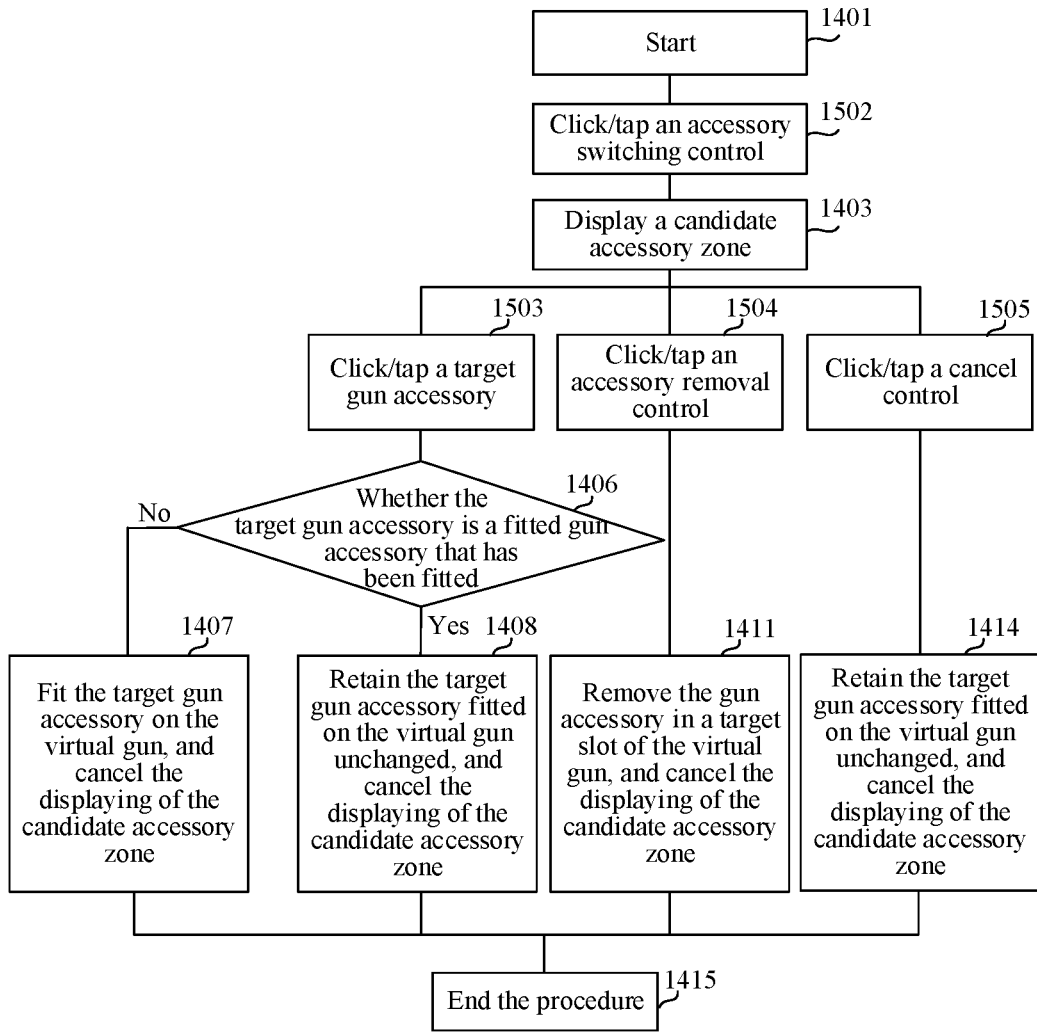 1401
Start
1502
Click/tap an accessory
switching control
1403
Display a candidate
accessory zone
1503
Click/tap a target
gun accessory
1504
Click/tap an
accessory removal
control
1505
Click/tap a cancel
control
1406
Whether the
target gun accessory is a fitted gun
accessory that has
been fitted
No
Yes
1407
Fit the target gun
accessory on the
virtual gun, and
cancel the
displaying of the
candidate accessory
zone
1408
Retain the target
gun accessory fitted
on the virtual gun
unchanged, and
cancel the
displaying of the
candidate accessory
zone
1411
Remove the gun
accessory in a target
slot of the virtual
gun, and cancel the
displaying of the
candidate accessory
zone
1414
Retain the target
gun accessory fitted
on the virtual gun
unchanged, and
cancel the
displaying of the
candidate accessory
zone
1415
End the procedure